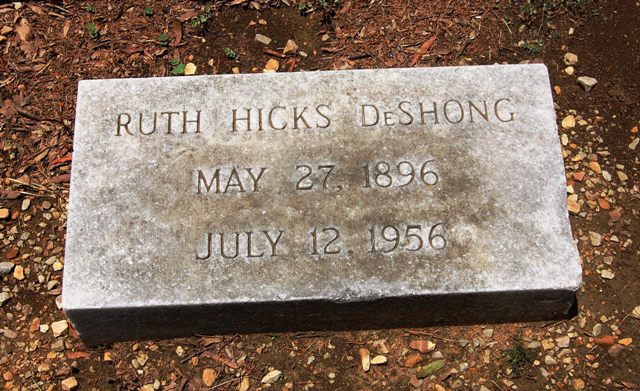 RUTH HICKS DeSHONG
MAY 27, 1896
JULY 12, 1956